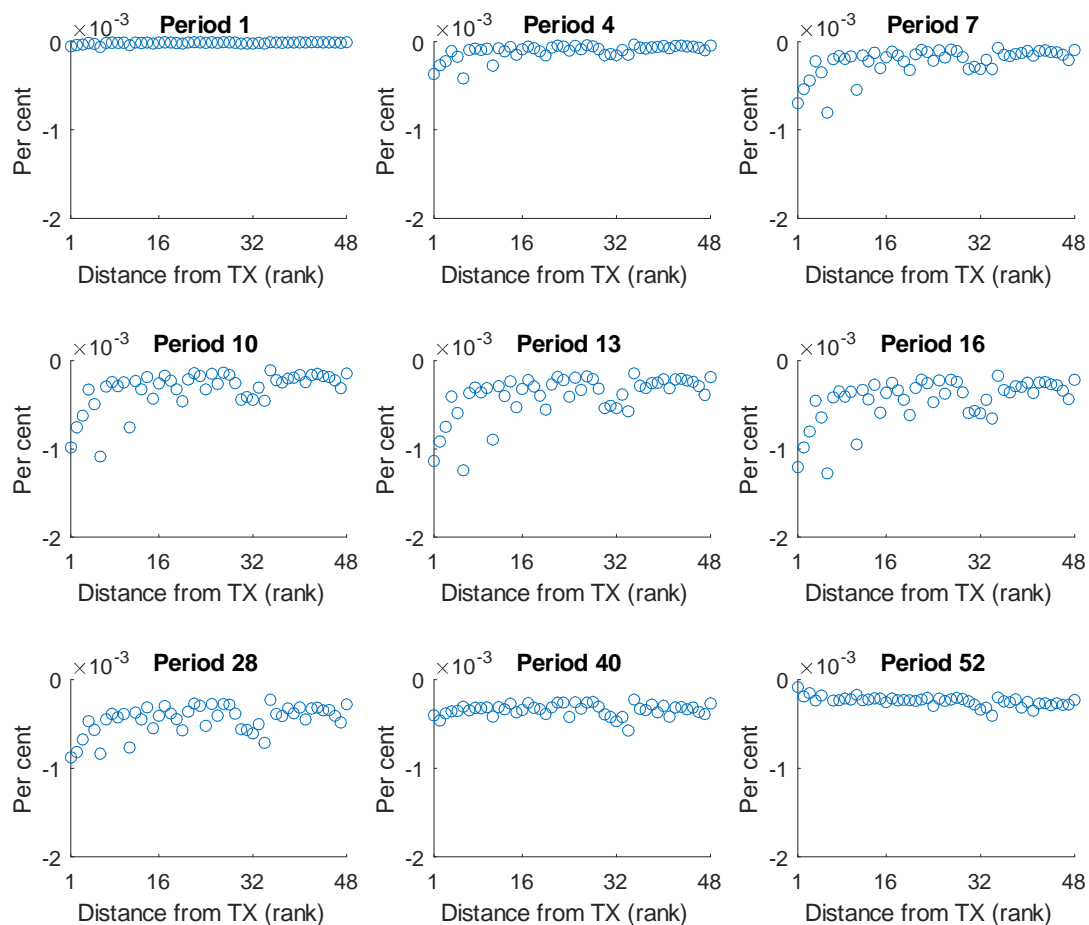 ×10-3 Period 1
0
-1
-2
Per cent
1 16 32 48
Distance from TX (rank)
×10-3 Period 4
0
-1
-2
Per cent
1 16 32 48
Distance from TX (rank)
×10-3 Period 7
0
-1
-2
Per cent
1 16 32 48
Distance from TX (rank)
×10-3 Period 10
0
-1
-2
Per cent
1 16 32 48
Distance from TX (rank)
×10-3 Period 13
0
-1
-2
Per cent
1 16 32 48
Distance from TX (rank)
×10-3 Period 16
0
-1
-2
Per cent
1 16 32 48
Distance from TX (rank)
×10-3 Period 28
0
-1
-2
Per cent
1 16 32 48
Distance from TX (rank)
×10-3 Period 40
0
-1
-2
Per cent
1 16 32 48
Distance from TX (rank)
×10-3 Period 52
0
-1
-2
Per cent
1 16 32 48
Distance from TX (rank)